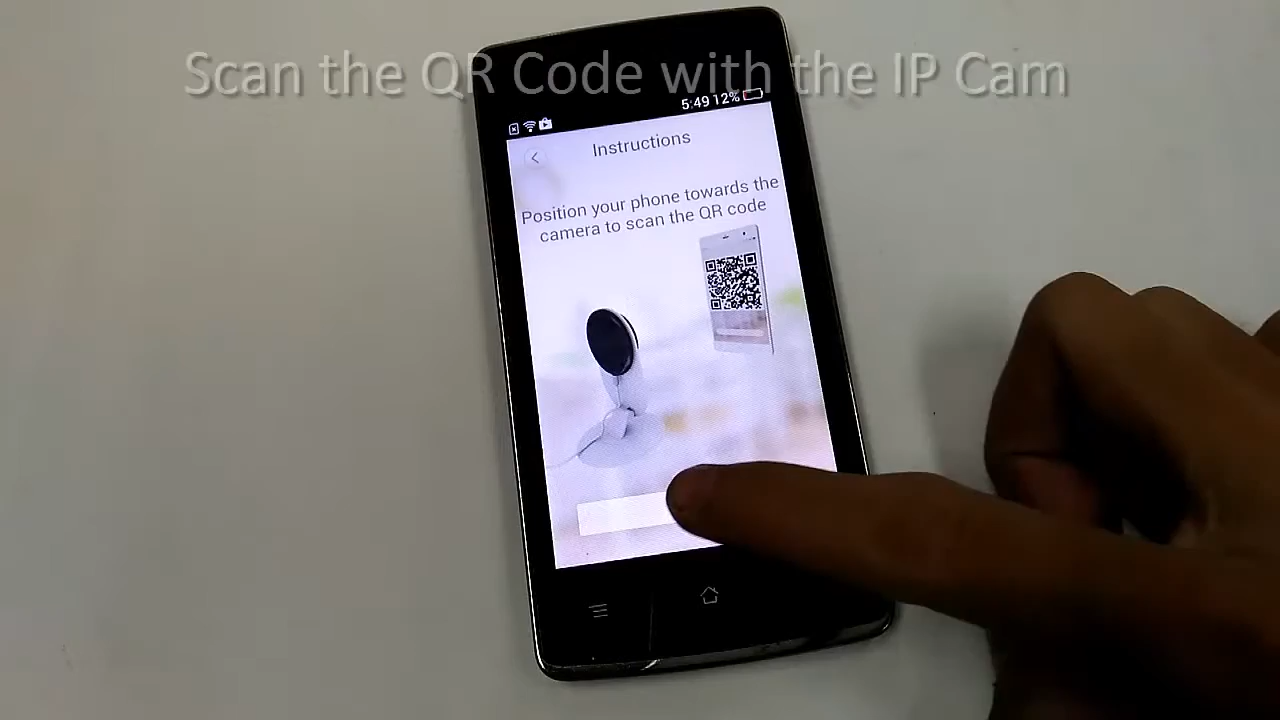 Scan the QR Code with the IP Cam
5:49 12%
Instructions
Position your phone towards the
camera to scan the QR code